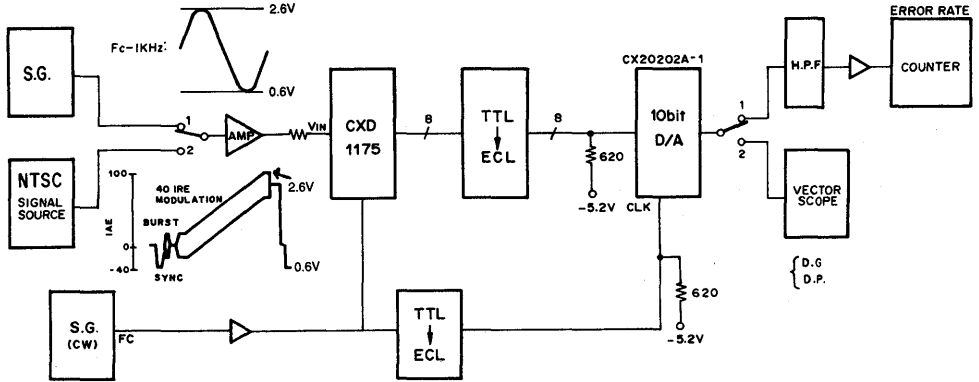 2.6V
Fc-1KHz:
0.6V
S.G.
1
2
AMP
VIN
CXD
1175
8
TTL
ECL
8
620
-5.2V
CX20202A-1
10bit
D/A
CLK
1
2
H.P.F
ERROR RATE
COUNTER
VECTOR
SCOPE
D.G
D.P.
NTSC
SIGNAL
SOURCE
100
40 IRE
MODULATION
2.6V
IAE
BURST
0
-40
SYNC
0.6V
S.G.
(CW)
FC
TTL
ECL
620
-5.2V